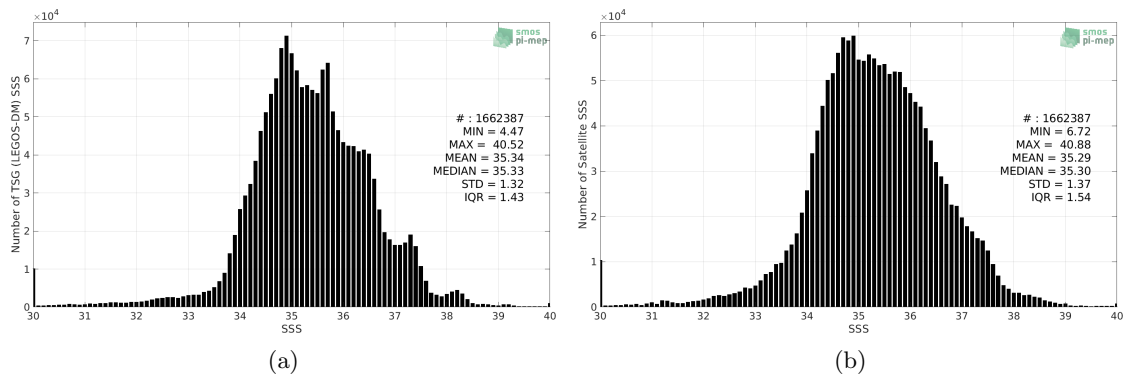 ×10⁴
7
6
5
4
3
2
1
0
30 31 32 33 34 35 36 37 38 39 40
SSS
Number of TSG (LEGOS-DM) SSS
smos
pi-mep
# : 1662387
MIN = 4.47
MAX = 40.52
MEAN = 35.34
MEDIAN = 35.33
STD = 1.32
IQR = 1.43
(a)
×10⁴
6
5
4
3
2
1
0
30 31 32 33 34 35 36 37 38 39 40
SSS
Number of Satellite SSS
smos
pi-mep
# : 1662387
MIN = 6.72
MAX = 40.88
MEAN = 35.29
MEDIAN = 35.30
STD = 1.37
IQR = 1.54
(b)